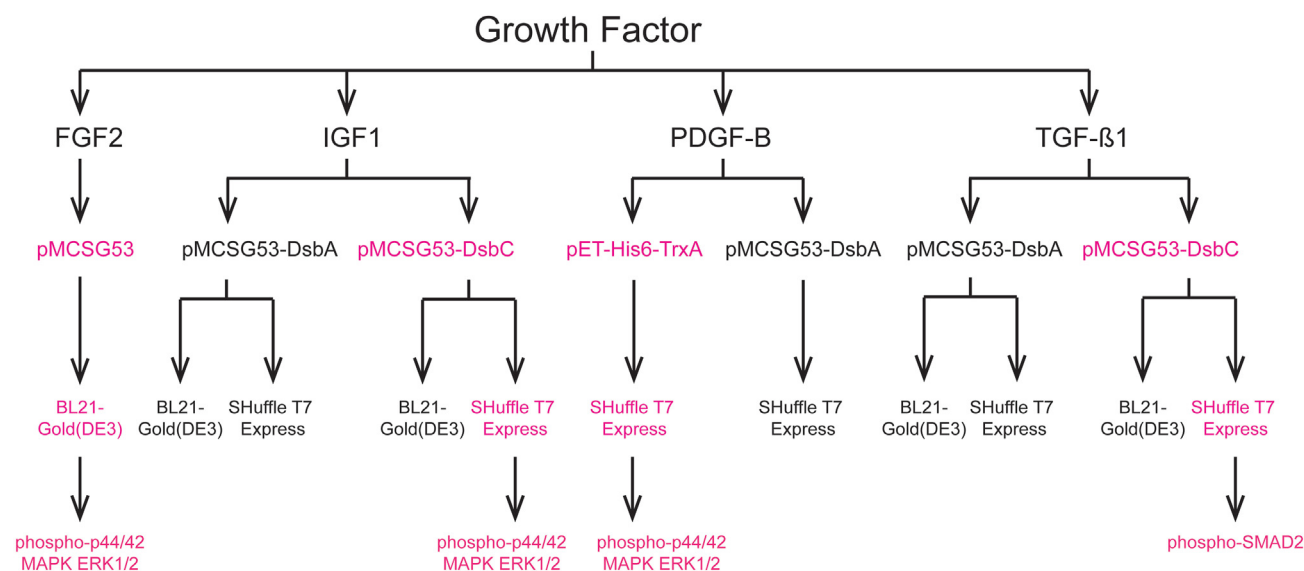 Growth Factor
FGF2
IGF1
PDGF-B
TGF-ß1
pMCSG53
pMCSG53-DsbA
pMCSG53-DsbC
pET-His6-TrxA
pMCSG53-DsbA
pMCSG53-DsbA
pMCSG53-DsbC
BL21-
Gold(DE3)
BL21-
Gold(DE3)
SHuffle T7
Express
BL21-
Gold(DE3)
SHuffle T7
Express
SHuffle T7
Express
SHuffle T7
Express
BL21-
Gold(DE3)
SHuffle T7
Express
BL21-
Gold(DE3)
SHuffle T7
Express
phospho-p44/42
MAPK ERK1/2
phospho-p44/42
MAPK ERK1/2
phospho-p44/42
MAPK ERK1/2
phospho-SMAD2